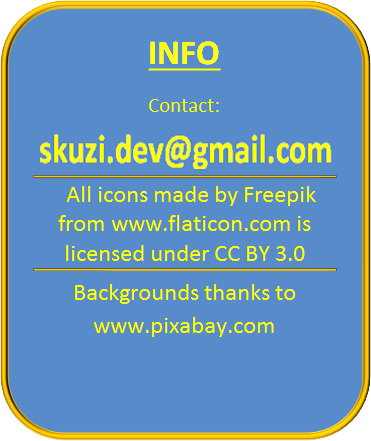 INFO
Contact:
skuzi.dev@gmail.com
All icons made by Freepik
from www.flaticon.com is
licensed under CC BY 3.0
Backgrounds thanks to
www.pixabay.com